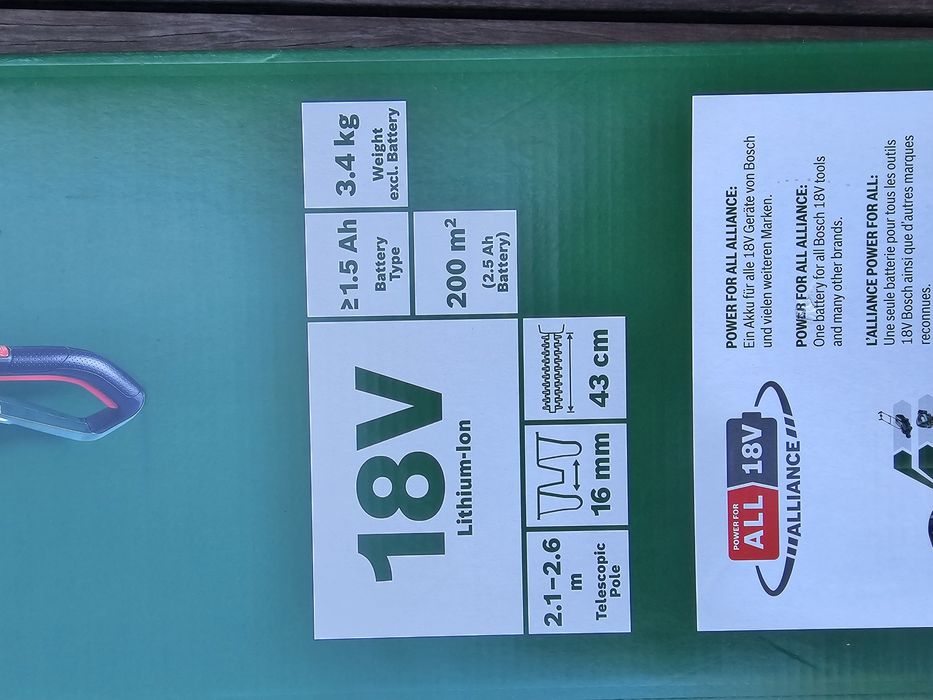 18V
Lithium-Ion
≥1.5 Ah
Battery
Type
3.4 kg
Weight
excl. Battery
200 m²
(2.5 Ah
Battery)
2.1–2.6
m
Telescopic
Pole
16 mm
43 cm
POWER FOR
ALL 18V
ALLIANCE
POWER FOR ALL ALLIANCE:
Ein Akku für alle 18V Geräte von Bosch
und vielen weiteren Marken.
POWER FOR ALL ALLIANCE:
One battery for all Bosch 18V tools
and many other brands.
L'ALLIANCE POWER FOR ALL:
Une seule batterie pour tous les outils
18V Bosch ainsi que d'autres marques
reconnues.